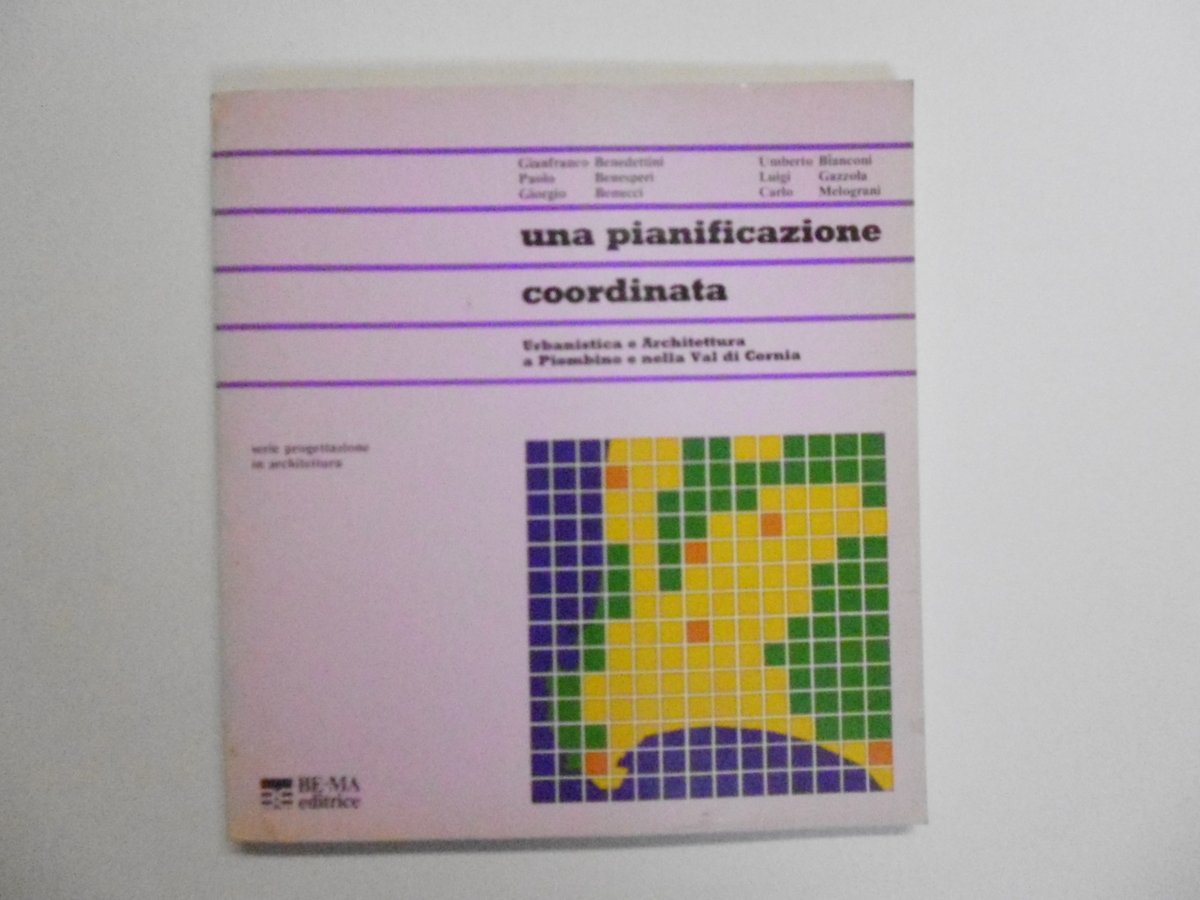 Gianfranco Benedettini
Paolo Benesperi
Giorgio Benucci
Umberto Bianconi
Luigi Gazzola
Carlo Melograni
una pianificazione
coordinata
Urbanistica e Architettura
a Piombino e nella Val di Cornia
serie progettazione
in architettura
BE-MA
editrice